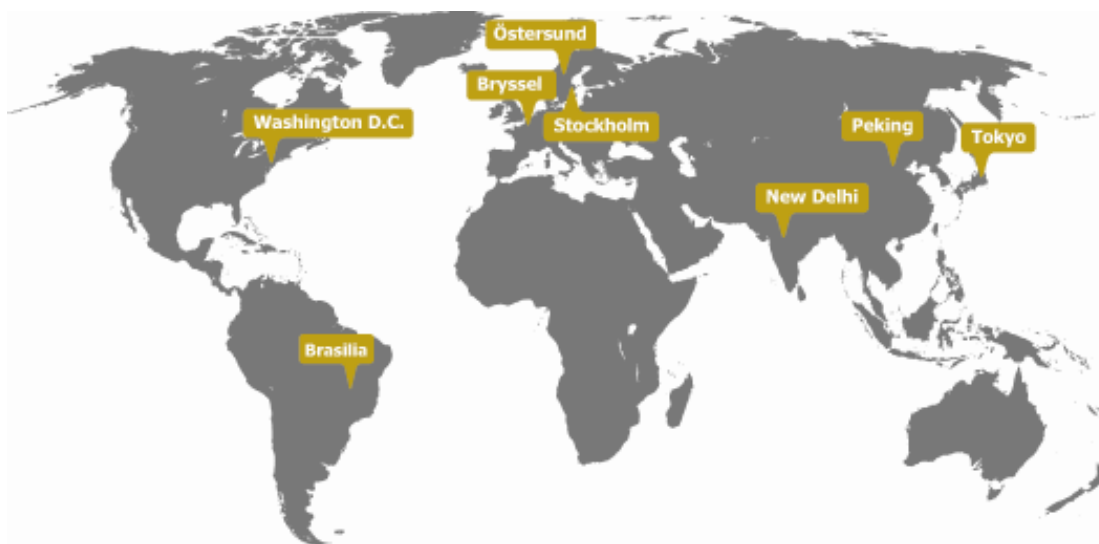 Östersund
Bryssel
Washington D.C.
Stockholm
Peking
Tokyo
New Delhi
Brasilia